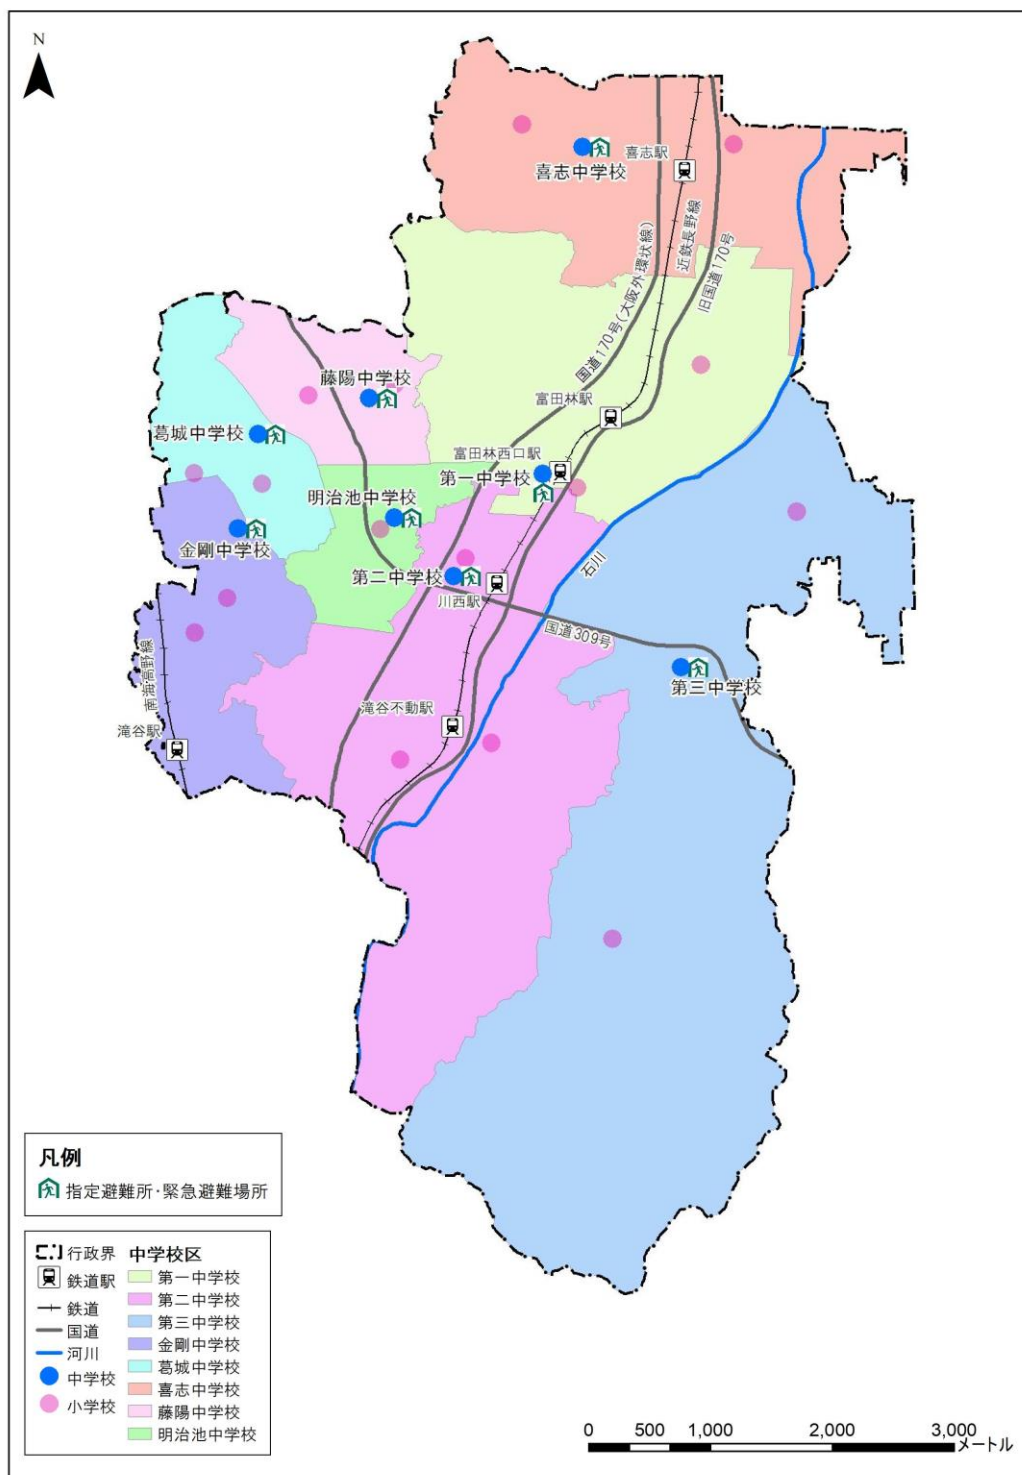 N
喜志駅
喜志中学校
近鉄長野線
国道170号(大阪外環状線)
旧国道170号
藤陽中学校
富田林駅
葛城中学校
富田林西口駅
第一中学校
明治池中学校
金剛中学校
第二中学校
石川
川西駅
国道309号
南海高野線
第三中学校
滝谷不動駅
滝谷駅
凡例
指定避難所・緊急避難場所
行政界
鉄道駅
鉄道
国道
河川
中学校
小学校
中学校区
第一中学校
第二中学校
第三中学校
金剛中学校
葛城中学校
喜志中学校
藤陽中学校
明治池中学校
0 500 1,000 2,000 3,000
メートル